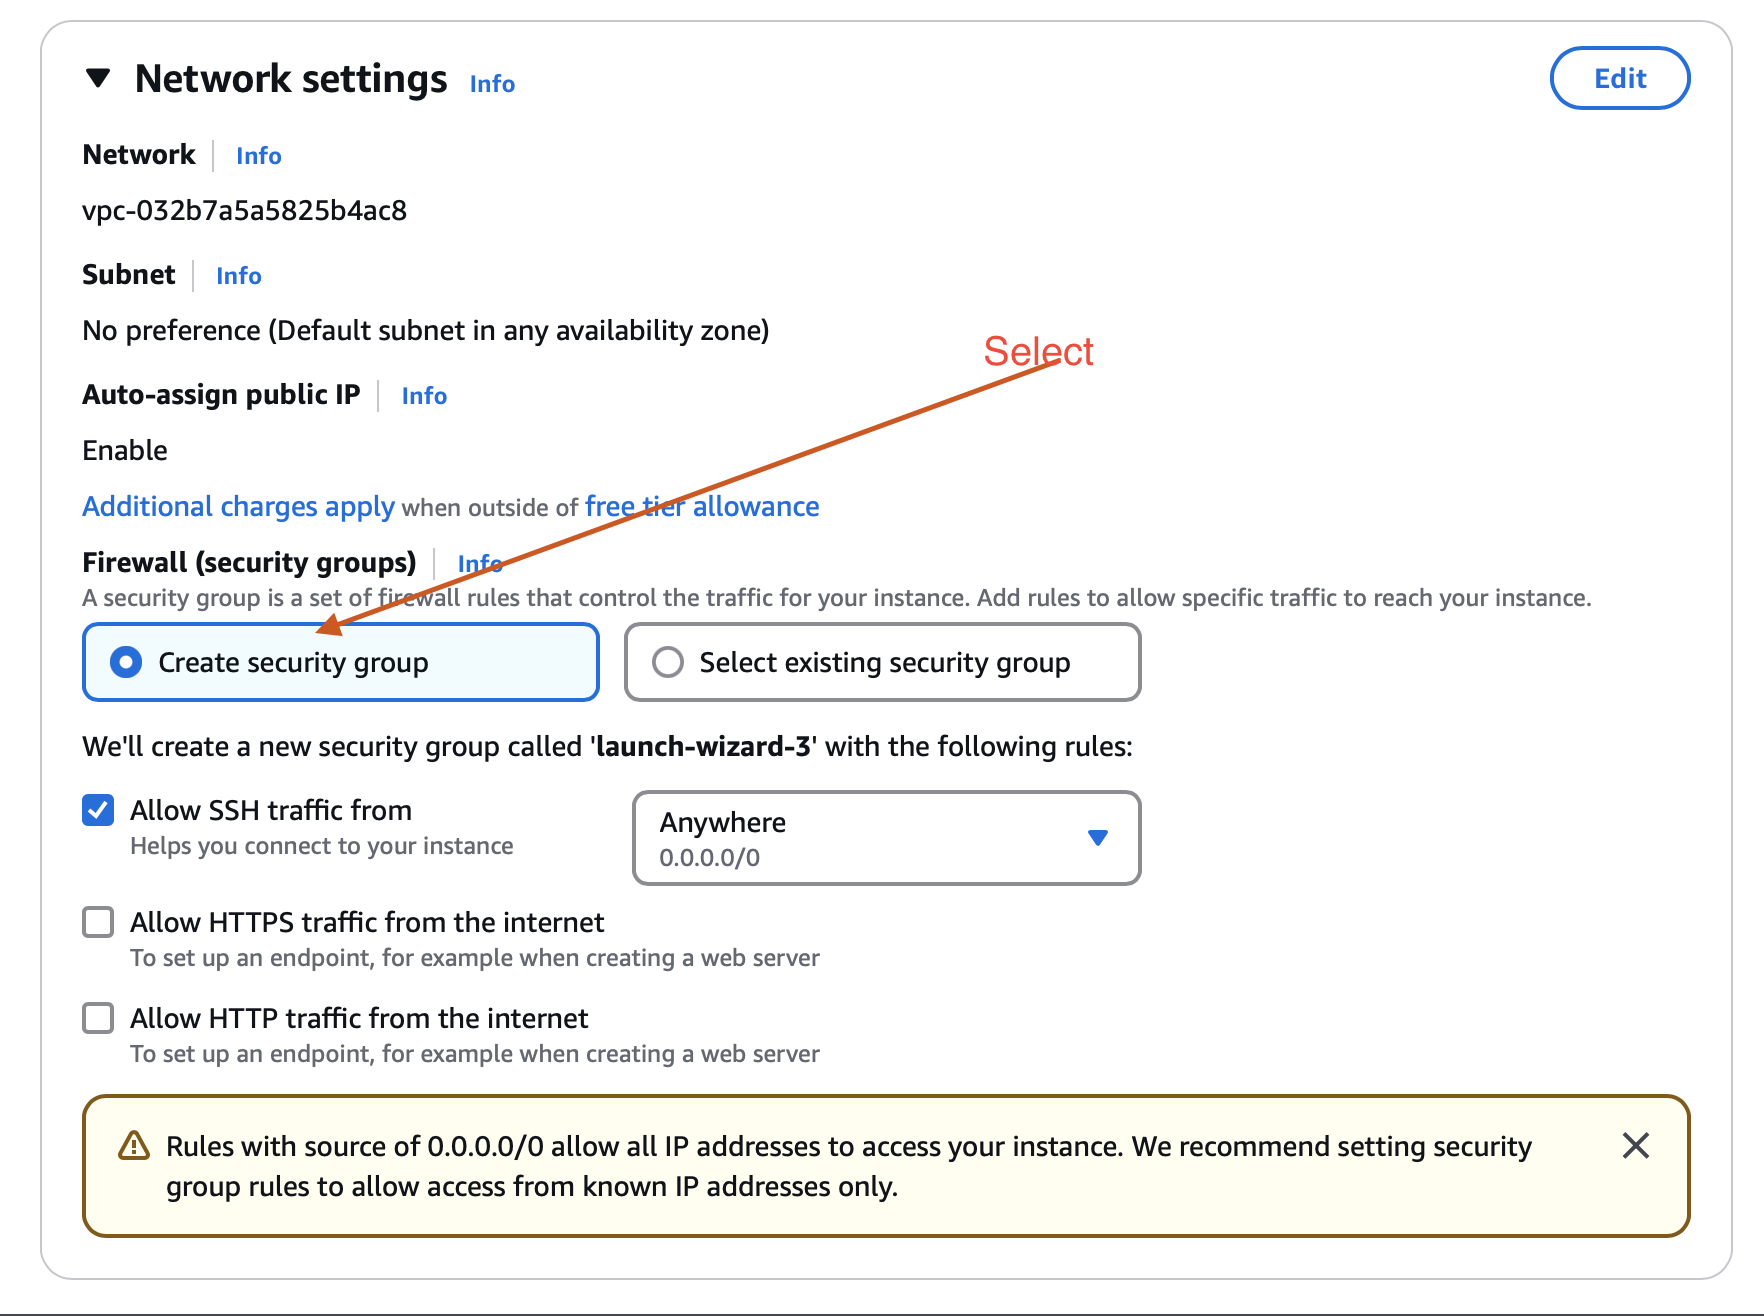 Network settings Info
Edit
Network Info
vpc-032b7a5a5825b4ac8
Subnet Info
No preference (Default subnet in any availability zone)
Select
Auto-assign public IP Info
Enable
Additional charges apply when outside of free tier allowance
Firewall (security groups) Info
A security group is a set of firewall rules that control the traffic for your instance. Add rules to allow specific traffic to reach your instance.
Create security group
Select existing security group
We'll create a new security group called 'launch-wizard-3' with the following rules:
Allow SSH traffic from
Helps you connect to your instance
Anywhere
0.0.0.0/0
Allow HTTPS traffic from the internet
To set up an endpoint, for example when creating a web server
Allow HTTP traffic from the internet
To set up an endpoint, for example when creating a web server
Rules with source of 0.0.0.0/0 allow all IP addresses to access your instance. We recommend setting security
group rules to allow access from known IP addresses only.